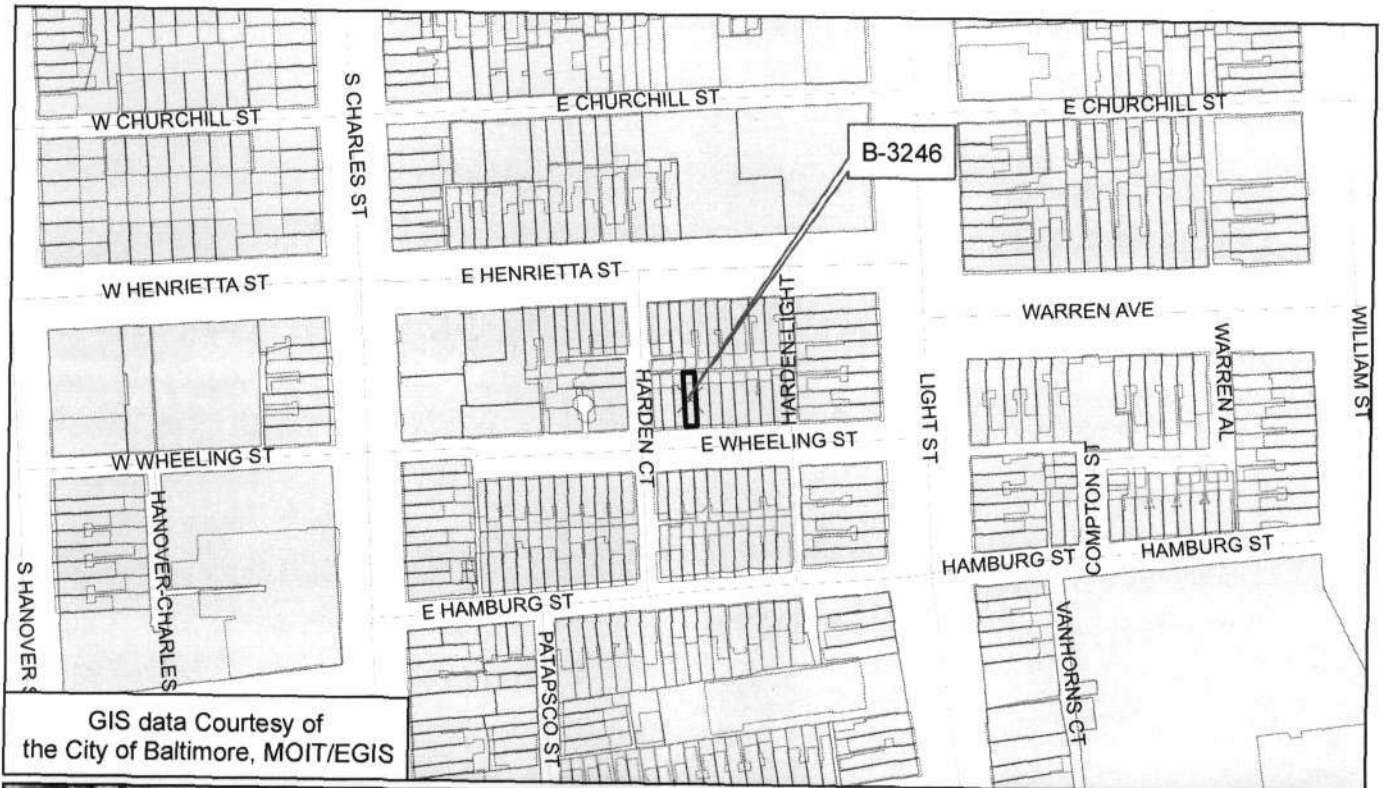 W CHURCHILL ST
S CHARLES ST
E CHURCHILL ST
E CHURCHILL ST
B-3246
W HENRIETTA ST
E HENRIETTA ST
HARDEN-LIGHT
WARREN AVE
WILLIAM ST
WARREN AL
HARDEN CT
LIGHT ST
W WHEELING ST
E WHEELING ST
COMPTON ST
HANOVER-CHARLES
S HANOVER S
HAMBURG ST
HAMBURG ST
E HAMBURG ST
PATAPSCO ST
VANHORNS CT
GIS data Courtesy of
the City of Baltimore, MOIT/EGIS